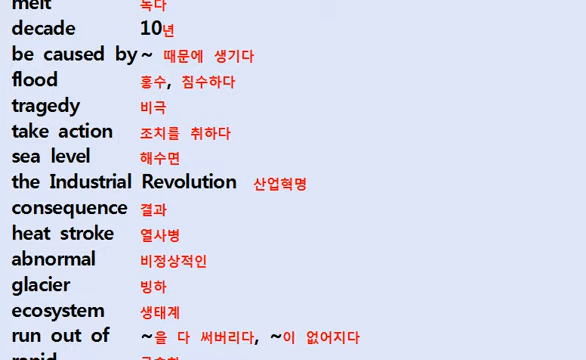 melt 녹다
decade 10년
be caused by ~ 때문에 생기다
flood 홍수, 침수하다
tragedy 비극
take action 조치를 취하다
sea level 해수면
the Industrial Revolution 산업혁명
consequence 결과
heat stroke 열사병
abnormal 비정상적인
glacier 빙하
ecosystem 생태계
run out of ~을 다 써버리다, ~이 없어지다
rapid